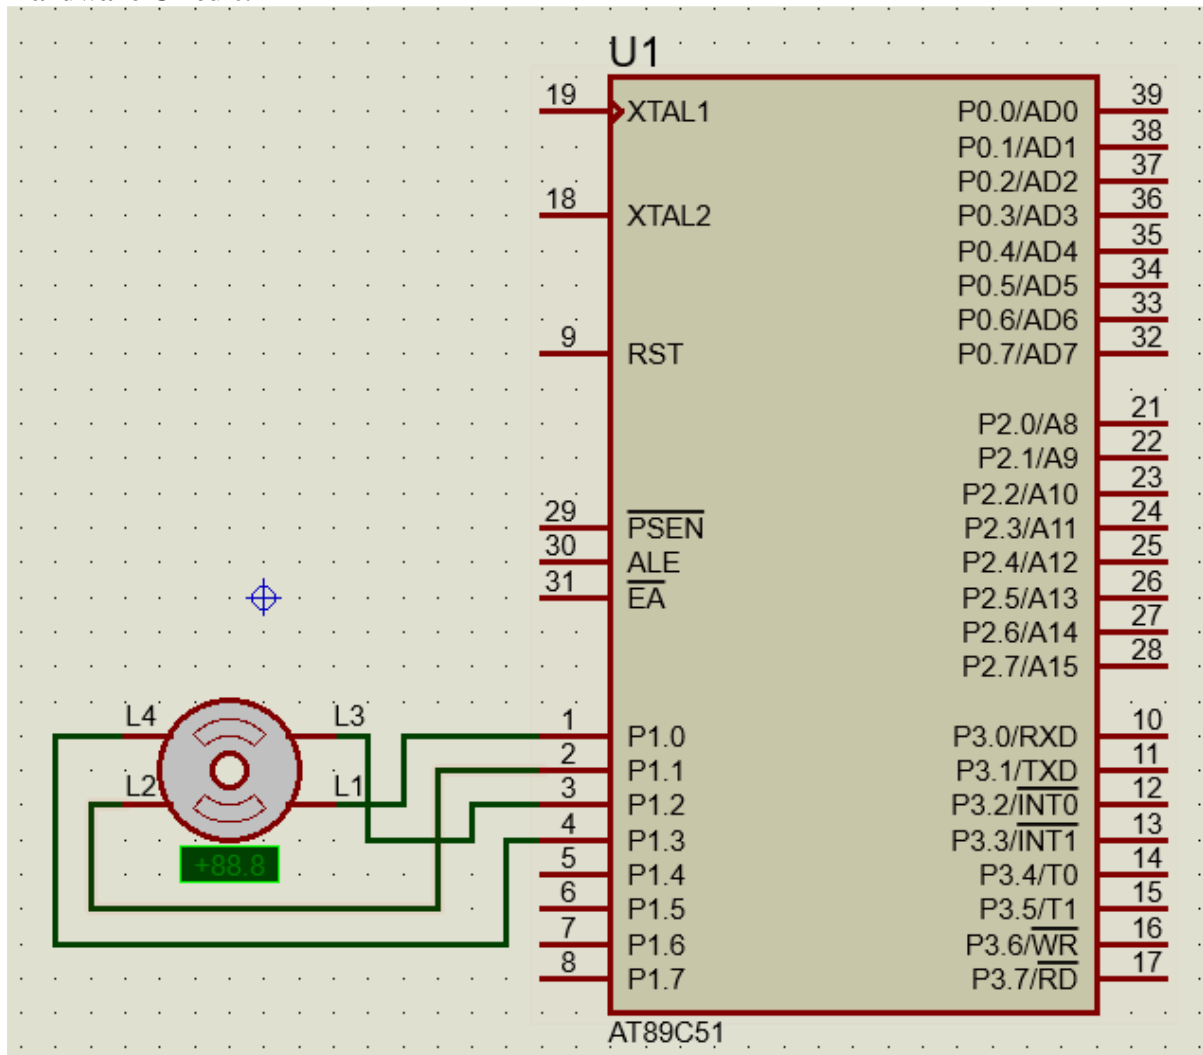 U1
19 XTAL1 P0.0/AD0 39
P0.1/AD1 38
P0.2/AD2 37
18 XTAL2 P0.3/AD3 36
P0.4/AD4 35
P0.5/AD5 34
P0.6/AD6 33
9 RST P0.7/AD7 32
P2.0/A8 21
P2.1/A9 22
P2.2/A10 23
29 PSEN P2.3/A11 24
30 ALE P2.4/A12 25
31 EA P2.5/A13 26
P2.6/A14 27
P2.7/A15 28
L4 L3 1 P1.0 P3.0/RXD 10
2 P1.1 P3.1/TXD 11
L2 L1 3 P1.2 P3.2/INT0 12
4 P1.3 P3.3/INT1 13
+88.8 5 P1.4 P3.4/T0 14
6 P1.5 P3.5/T1 15
7 P1.6 P3.6/WR 16
8 P1.7 P3.7/RD 17
AT89C51